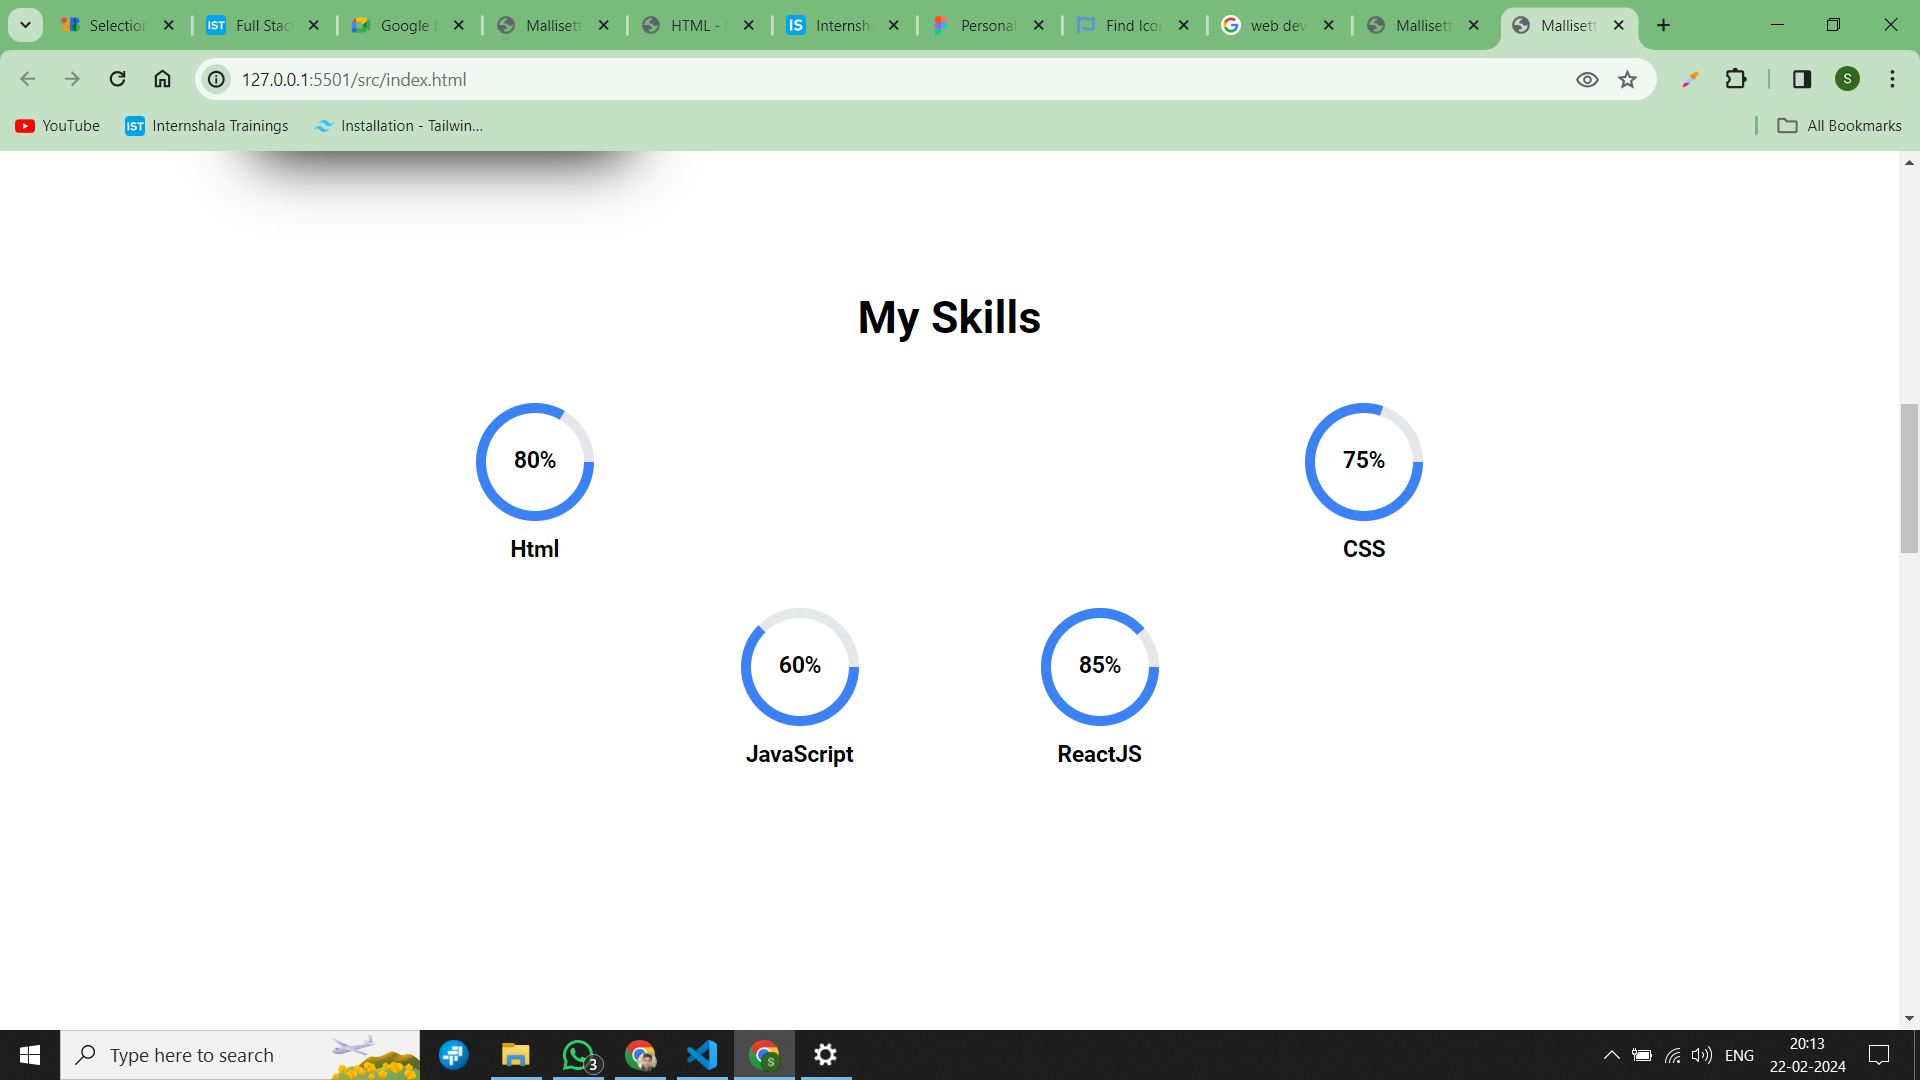 Selection
Full Stac
Google M
Mallisett
HTML - 
Internsh
Personal
Find Icon
web dev
Mallisett
Mallisett
127.0.0.1:5501/src/index.html
S
YouTube
IST Internshala Trainings
Installation - Tailwin...
All Bookmarks
My Skills
80%
75%
Html
CSS
60%
85%
JavaScript
ReactJS
Type here to search
3
ENG
20:13
22-02-2024